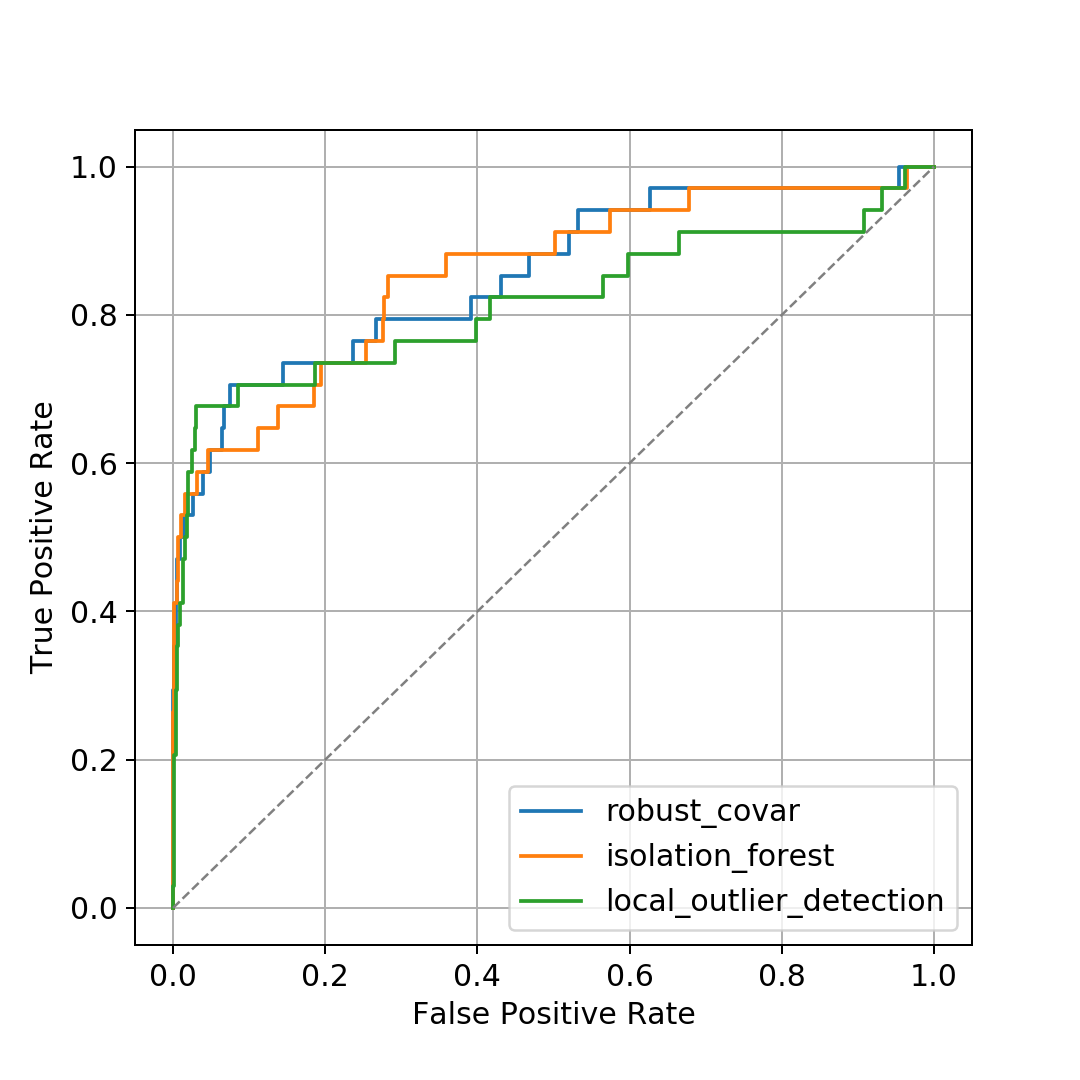 1.0
0.8
0.6
0.4
0.2
0.0
True Positive Rate
robust_covar
isolation_forest
local_outlier_detection
0.0 0.2 0.4 0.6 0.8 1.0
False Positive Rate